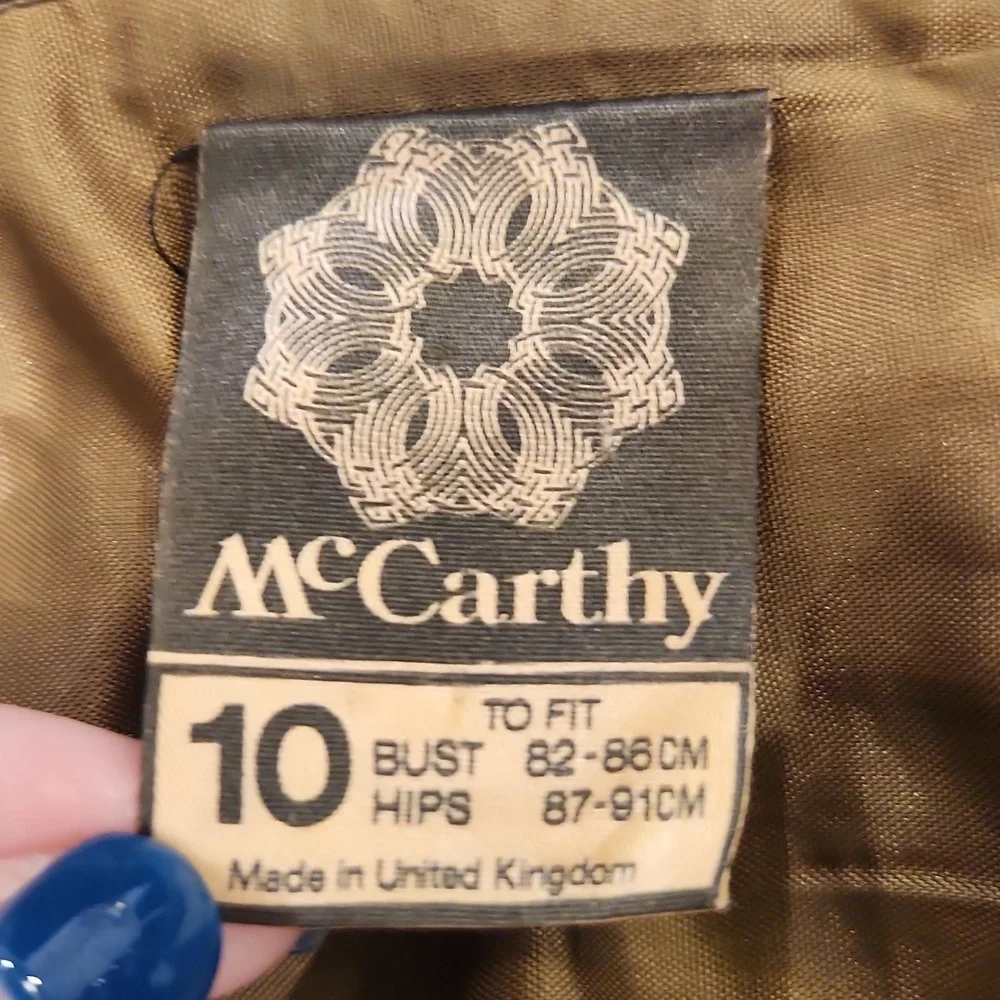 McCarthy
10
TO FIT
BUST 82-86CM
HIPS 87-91CM
Made in United Kingdom